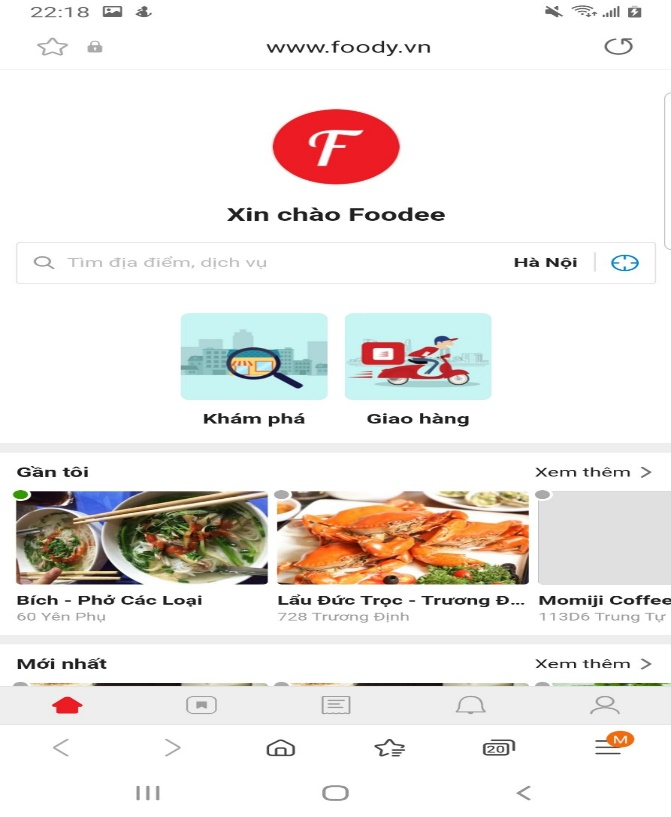 22:18
www.foody.vn
F
Xin chào Foodee
Tìm địa điểm, dịch vụ
Hà Nội
Khám phá
Giao hàng
Gần tôi
Xem thêm >
Bích - Phở Các Loại
60 Yên Phụ
Lẩu Đức Trọc - Trương Đ...
728 Trương Định
Momiji Coffee
113D6 Trung Tự
Mới nhất
Xem thêm >
20
M